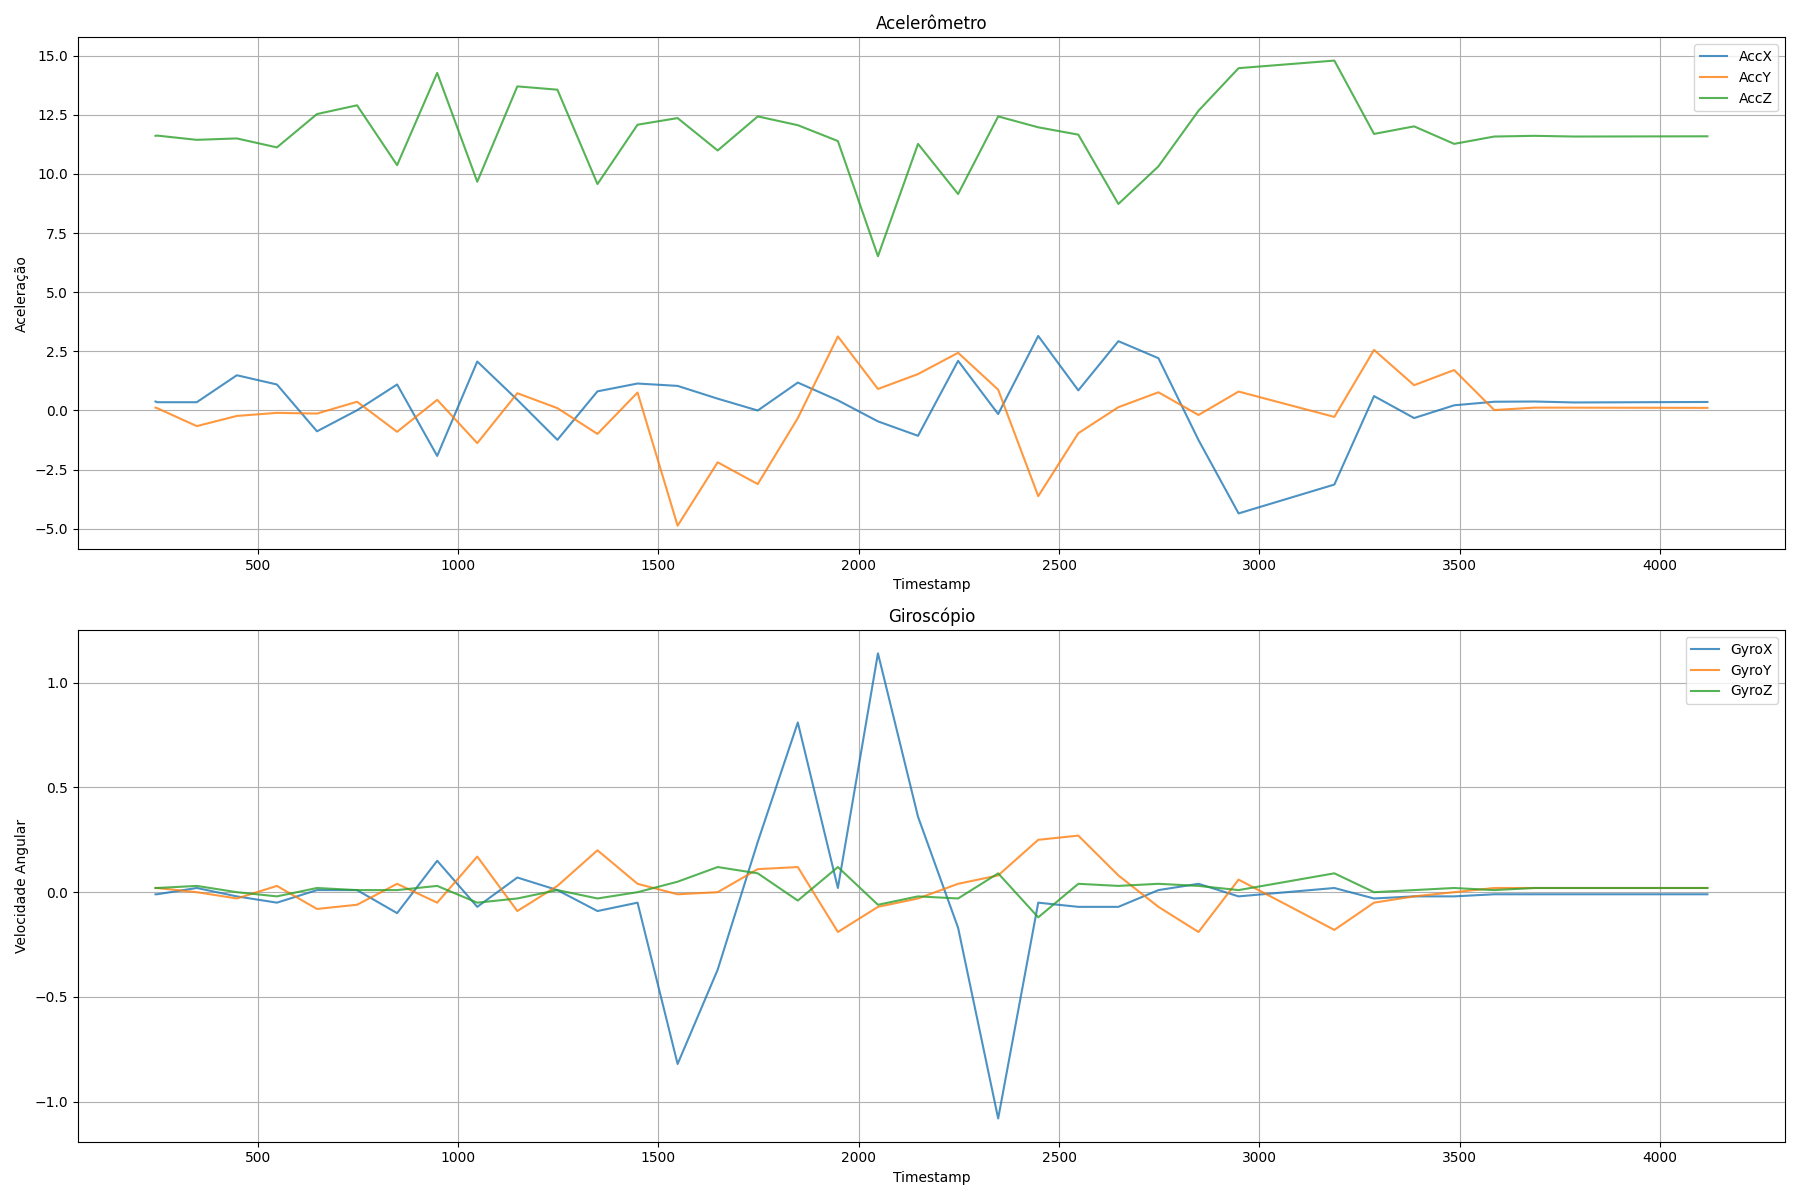 Acelerômetro
15.0
12.5
10.0
7.5
5.0
2.5
0.0
−2.5
−5.0
Aceleração
AccX
AccY
AccZ
500 1000 1500 2000 2500 3000 3500 4000
Timestamp
Giroscópio
1.0
0.5
0.0
−0.5
−1.0
Velocidade Angular
GyroX
GyroY
GyroZ
500 1000 1500 2000 2500 3000 3500 4000
Timestamp